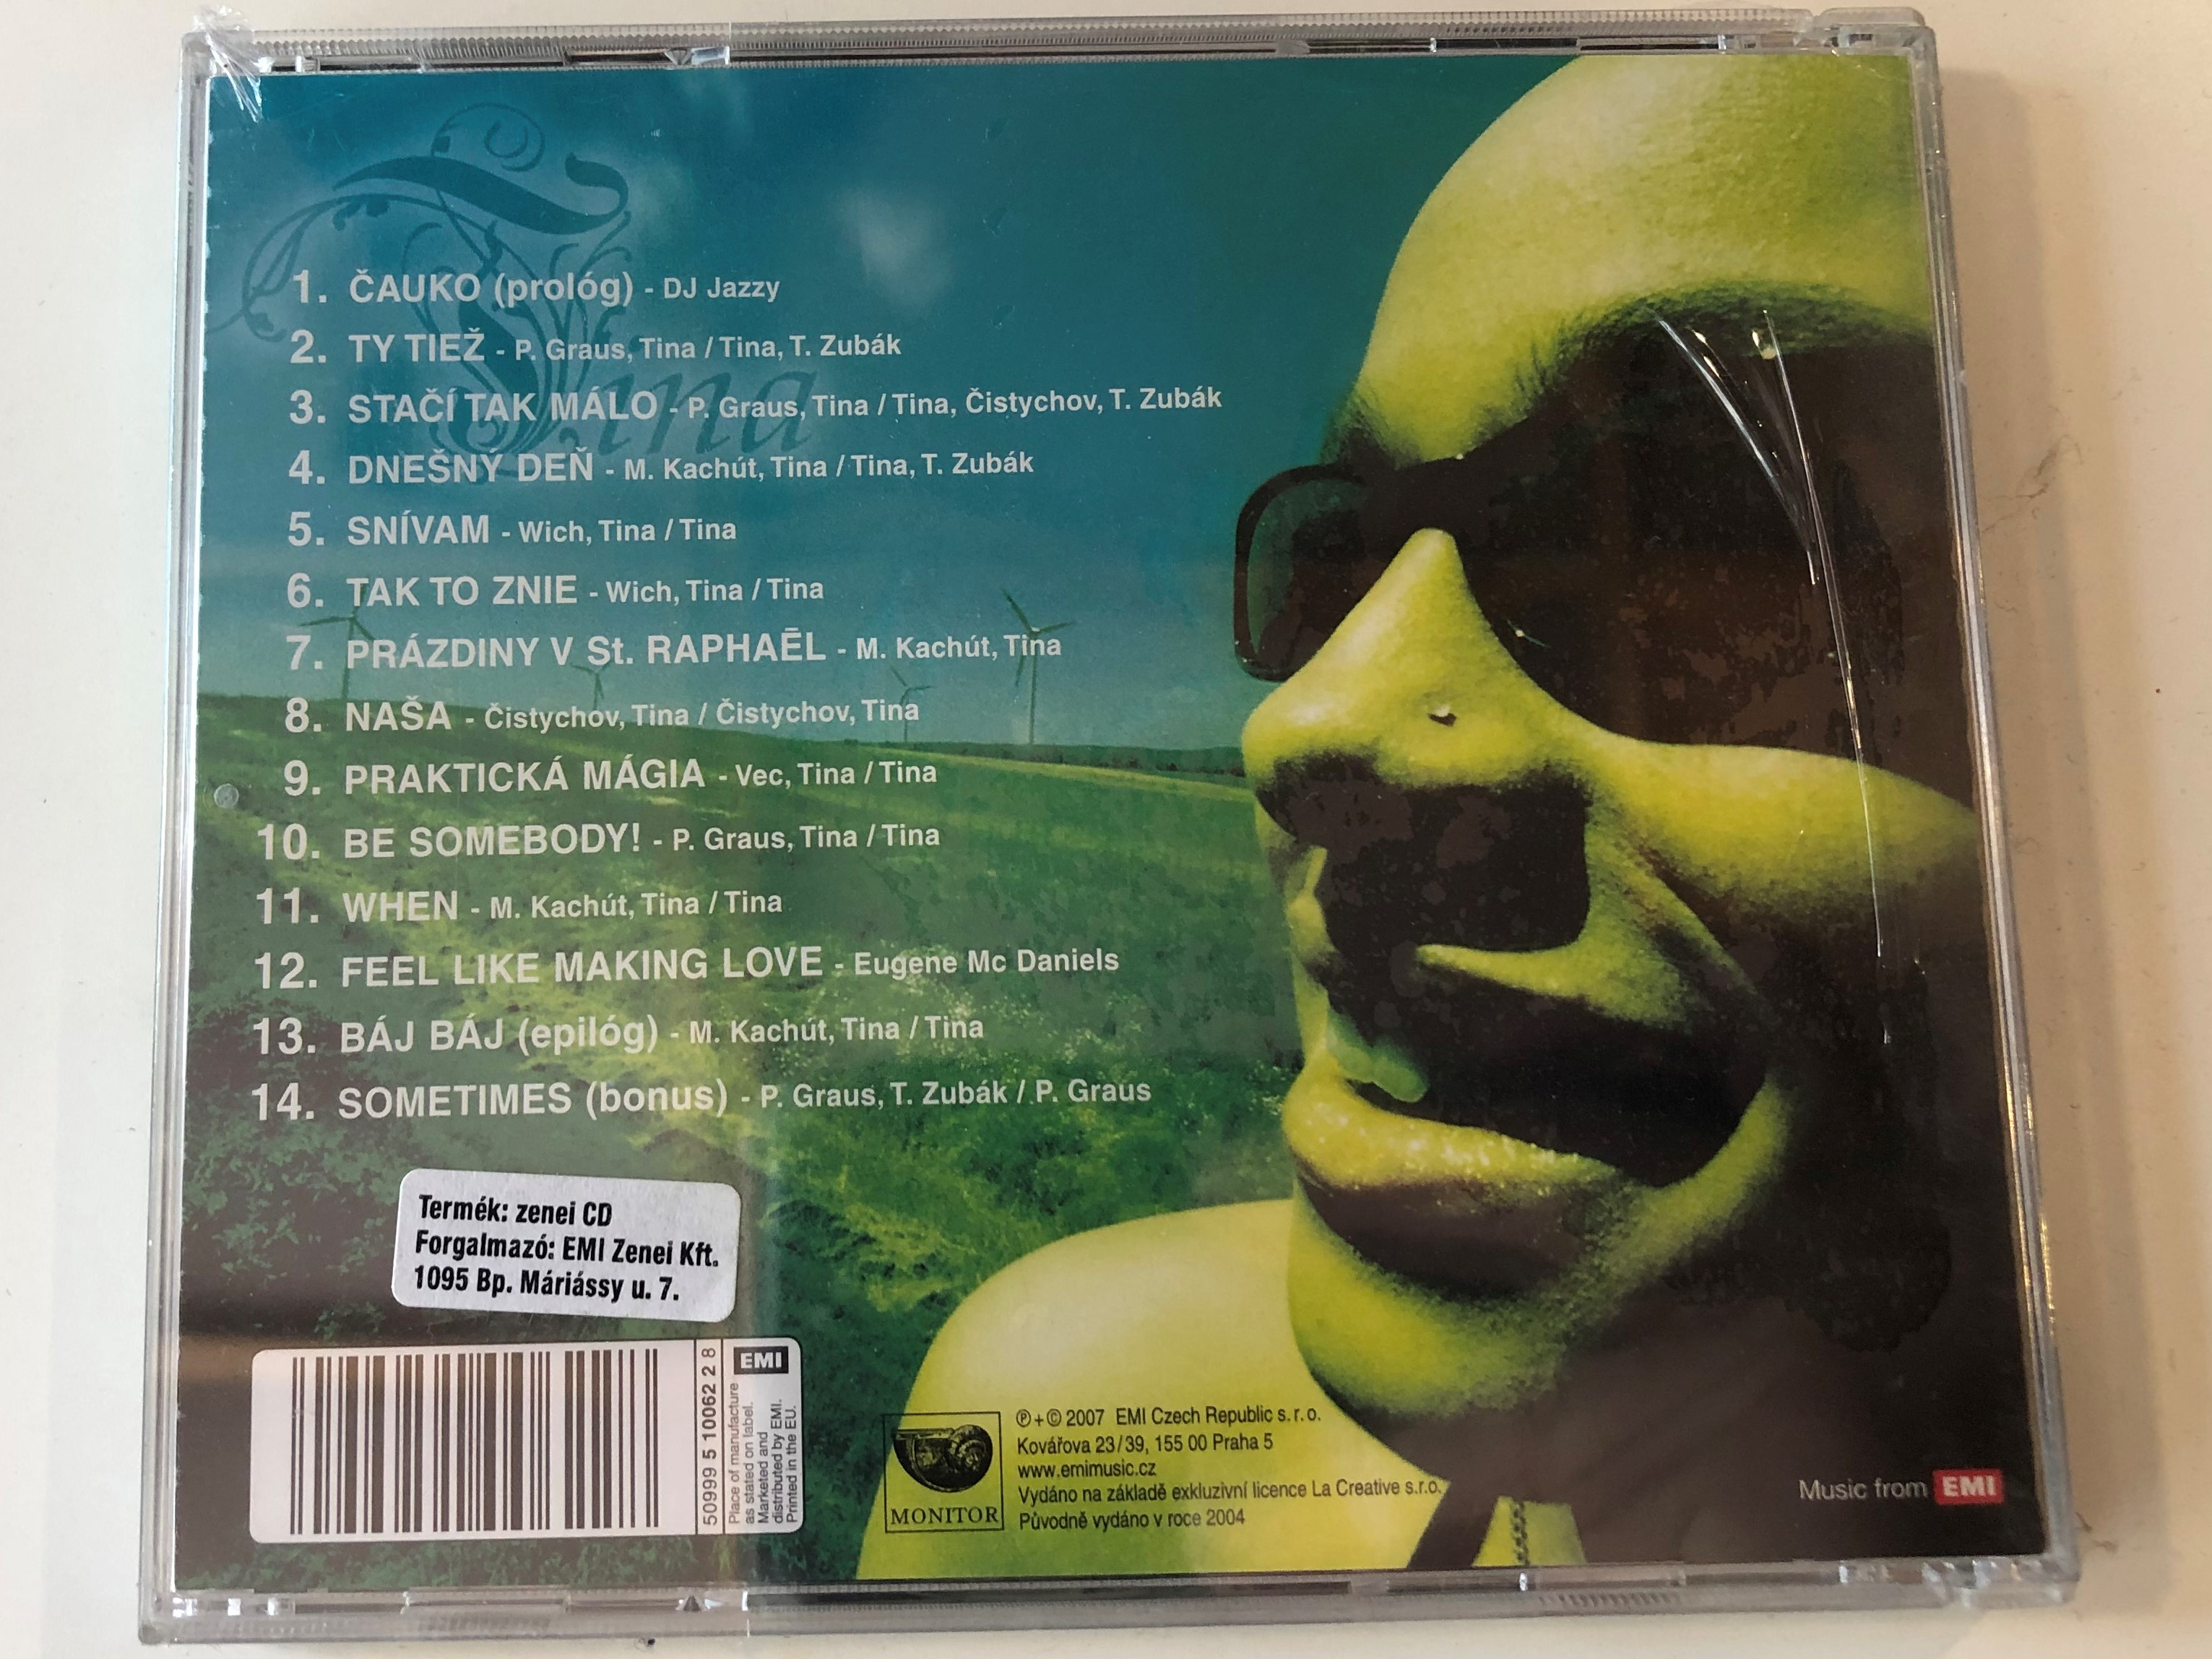 Tina
1. ČAUKO (prológ) - DJ Jazzy
2. TY TIEŽ - P. Graus, Tina / Tina, T. Zubák
3. STAČÍ TAK MÁLO - P. Graus, Tina / Tina, Čistychov, T. Zubák
4. DNEŠNÝ DEŇ - M. Kachút, Tina / Tina, T. Zubák
5. SNÍVAM - Wich, Tina / Tina
6. TAK TO ZNIE - Wich, Tina / Tina
7. PRÁZDINY V St. RAPHAĒL - M. Kachút, Tina
8. NAŠA - Čistychov, Tina / Čistychov, Tina
9. PRAKTICKÁ MÁGIA - Vec, Tina / Tina
10. BE SOMEBODY! - P. Graus, Tina / Tina
11. WHEN - M. Kachút, Tina / Tina
12. FEEL LIKE MAKING LOVE - Eugene Mc Daniels
13. BÁJ BÁJ (epilóg) - M. Kachút, Tina / Tina
14. SOMETIMES (bonus) - P. Graus, T. Zubák / P. Graus
Termék: zenei CD
Forgalmazó: EMI Zenei Kft.
1095 Bp. Máriássy u. 7.
5 0999 5 10062 2 8
EMI
Place of manufacture
as stated on label.
Marketed and
distributed by EMI.
Printed in the EU.
MONITOR
℗+© 2007 EMI Czech Republic s. r. o.
Kovářova 23/39, 155 00 Praha 5
www.emimusic.cz
Vydáno na základě exkluzivní licence La Creative s.r.o.
Původně vydáno v roce 2004
Music from EMI